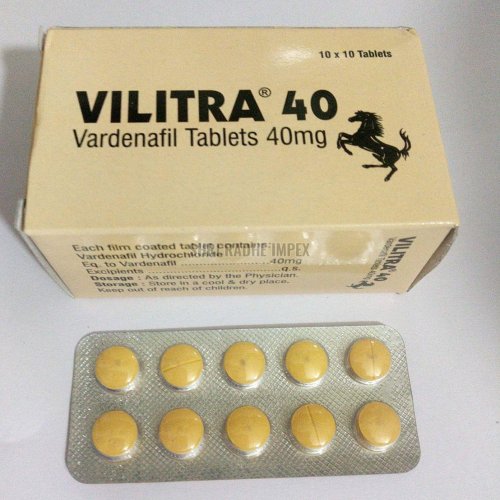 10 x 10 Tablets
VILITRA® 40
Vardenafil Tablets 40mg
Each film coated tablet contains:
Vardenafil Hydrochloride
RADHE IMPEX
Eq. to Vardenafil ........................40mg
Excipients ........................q.s.
Dosage : As directed by the Physician.
Storage : Store in a cool & dry place.
Keep out of reach of children.
VILITRA 40